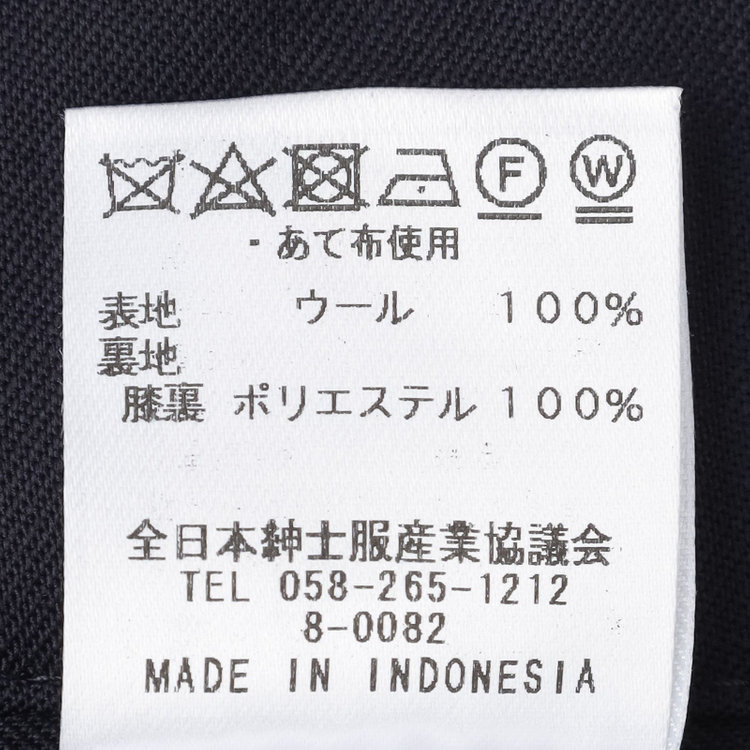 F W
・あて布使用
表地 ウール 100%
裏地
膝裏 ポリエステル 100%
全日本紳士服産業協議会
TEL 058-265-1212
8-0082
MADE IN INDONESIA